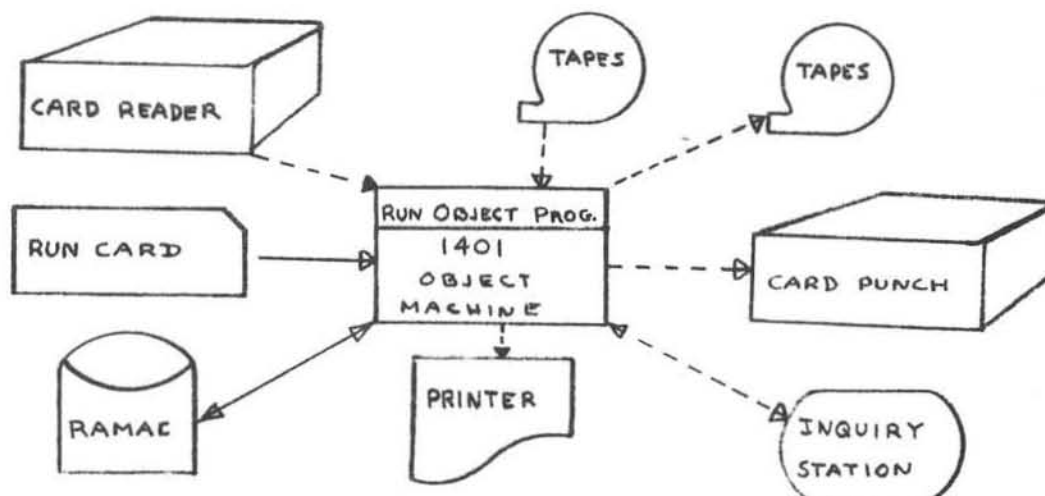 CARD READER
TAPES
TAPES
RUN CARD
RUN OBJECT PROG.
1401
OBJECT
MACHINE
CARD PUNCH
RAMAC
PRINTER
INQUIRY
STATION